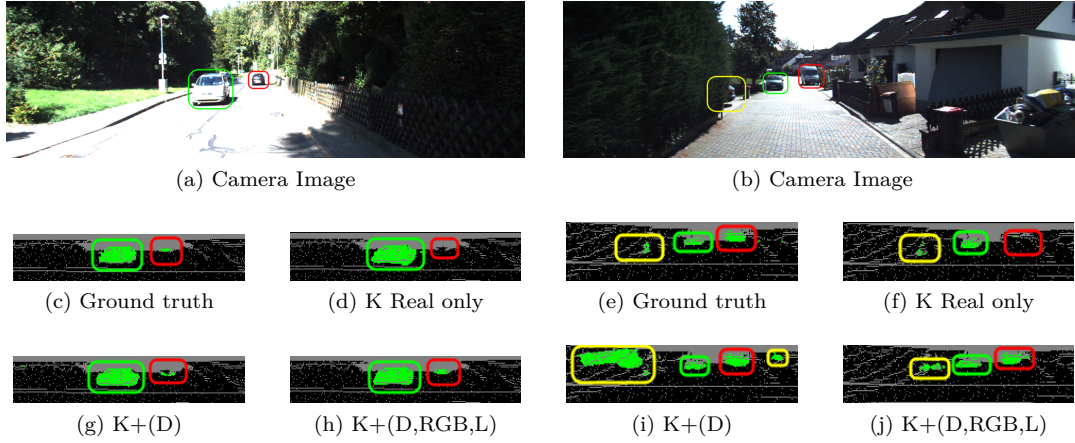 (a) Camera Image
(b) Camera Image
(c) Ground truth
(d) K Real only
(e) Ground truth
(f) K Real only
(g) K+(D)
(h) K+(D,RGB,L)
(i) K+(D)
(j) K+(D,RGB,L)